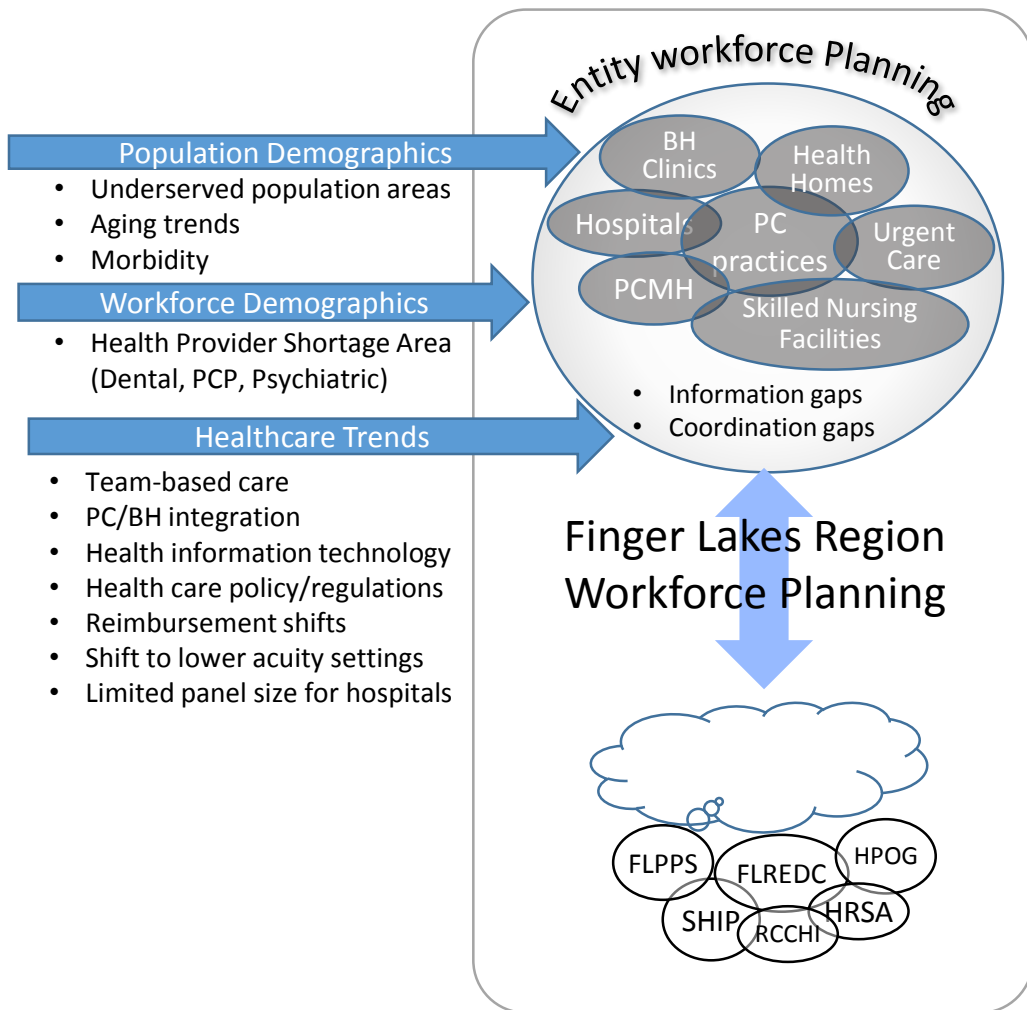 Entity workforce Planning
Population Demographics
• Underserved population areas
• Aging trends
• Morbidity
Workforce Demographics
• Health Provider Shortage Area
(Dental, PCP, Psychiatric)
Healthcare Trends
• Team-based care
• PC/BH integration
• Health information technology
• Health care policy/regulations
• Reimbursement shifts
• Shift to lower acuity settings
• Limited panel size for hospitals
BH
Clinics
Health
Homes
Hospitals
PC
practices
Urgent
Care
PCMH
Skilled Nursing
Facilities
• Information gaps
• Coordination gaps
Finger Lakes Region
Workforce Planning
FLPPS
FLREDC
HPOG
SHIP
RCCHI
HRSA